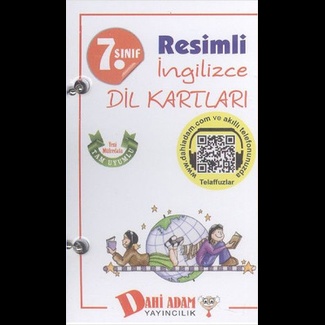 7. SINIF
Resimli
İngilizce
DİL KARTLARI
www.dahiadam.com ve akıllı telefonunuzda
Telaffuzlar
Yeni
Müfredata
TAM UYUMLU
DAHİ ADAM
YAYINCILIK